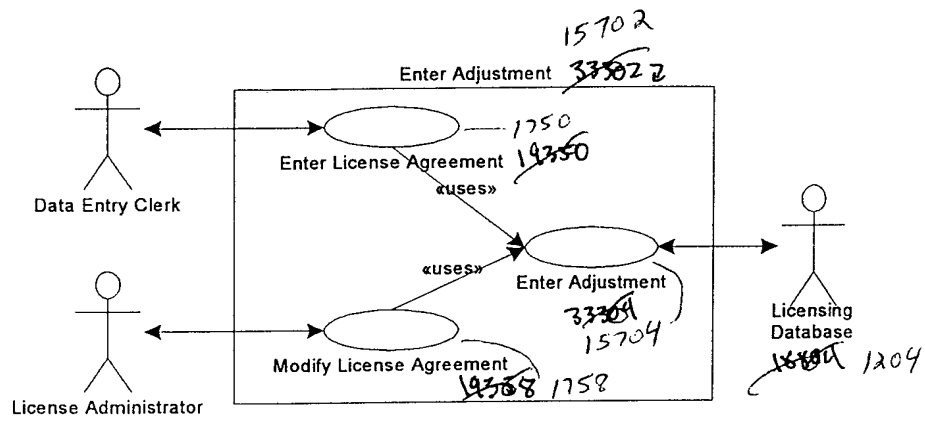 15702
Enter Adjustment 33302
1750
Enter License Agreement 19350
«uses»
Data Entry Clerk
«uses»
Enter Adjustment
33304
15704
Licensing
Database
1204
Modify License Agreement
19358 1758
License Administrator